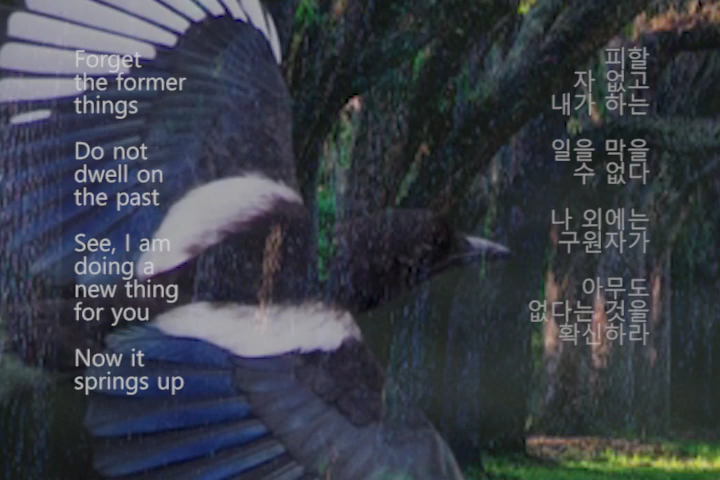 Forget
the former
things
Do not
dwell on
the past
See, I am
doing a
new thing
for you
Now it
springs up
피할
자 없고
내가 하는
일을 막을
수 없다
나 외에는
구원자가
아무도
없다는 것을
확신하라